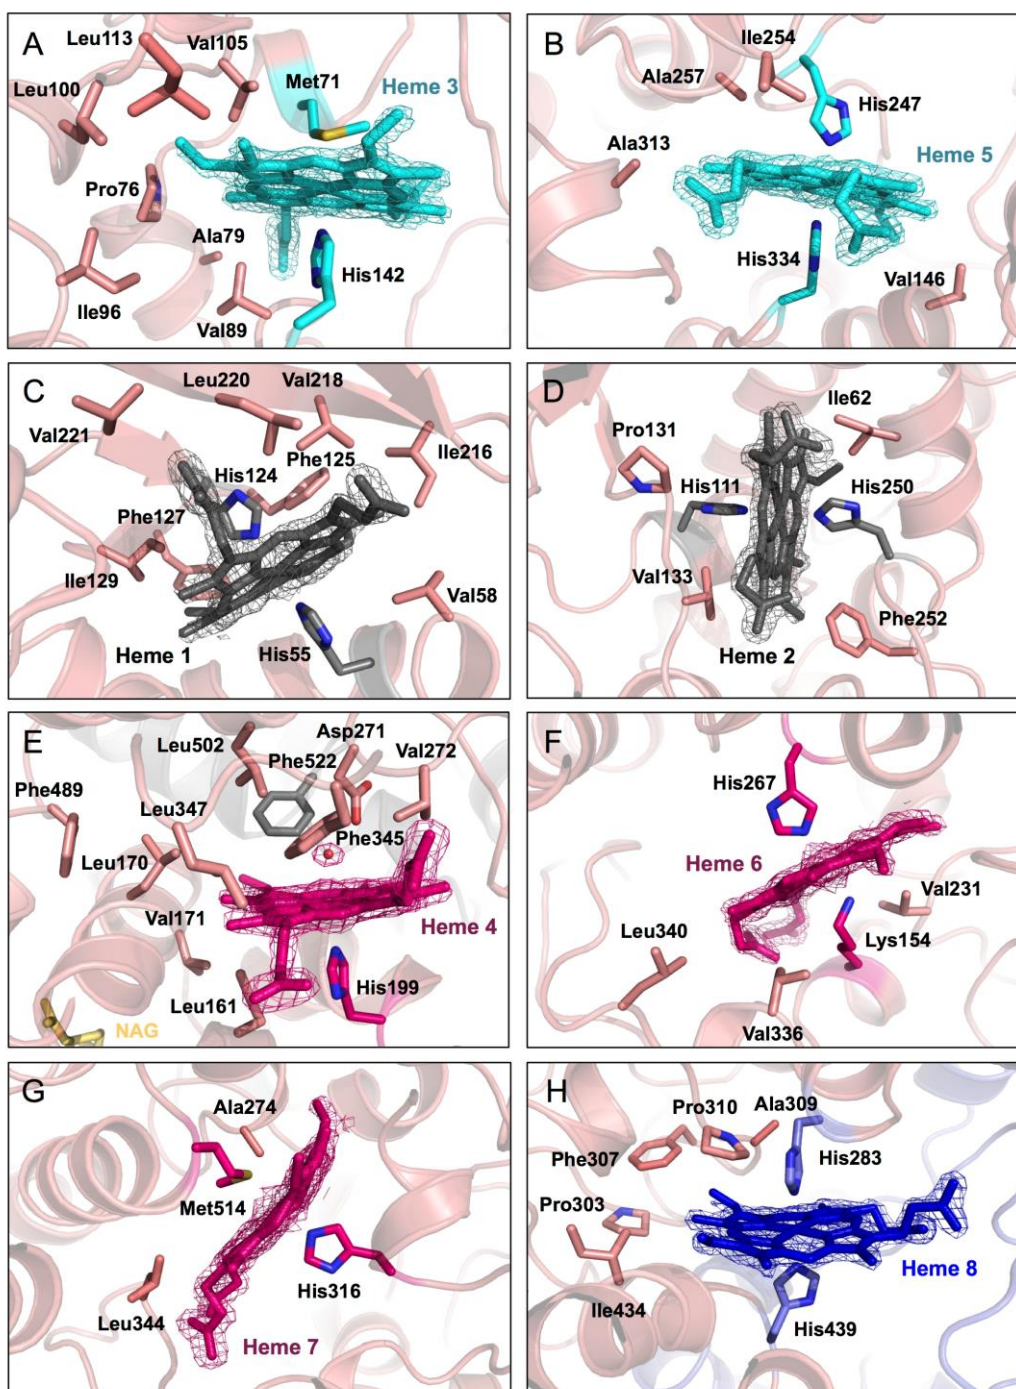 A
Leu113
Val105
Leu100
Met71
Heme 3
Pro76
Ala79
His142
Ile96
Val89
B
Ile254
Ala257
His247
Ala313
Heme 5
His334
Val146
C
Leu220
Val218
Val221
His124
Phe125
Ile216
Phe127
Ile129
Val58
Heme 1
His55
D
Ile62
Pro131
His111
His250
Val133
Phe252
Heme 2
E
Leu502
Asp271
Phe522
Val272
Phe489
Leu347
Phe345
Leu170
Val171
Heme 4
Leu161
His199
NAG
F
His267
Heme 6
Val231
Leu340
Lys154
Val336
G
Ala274
Met514
His316
Leu344
Heme 7
H
Pro310
Ala309
Phe307
His283
Pro303
Heme 8
Ile434
His439